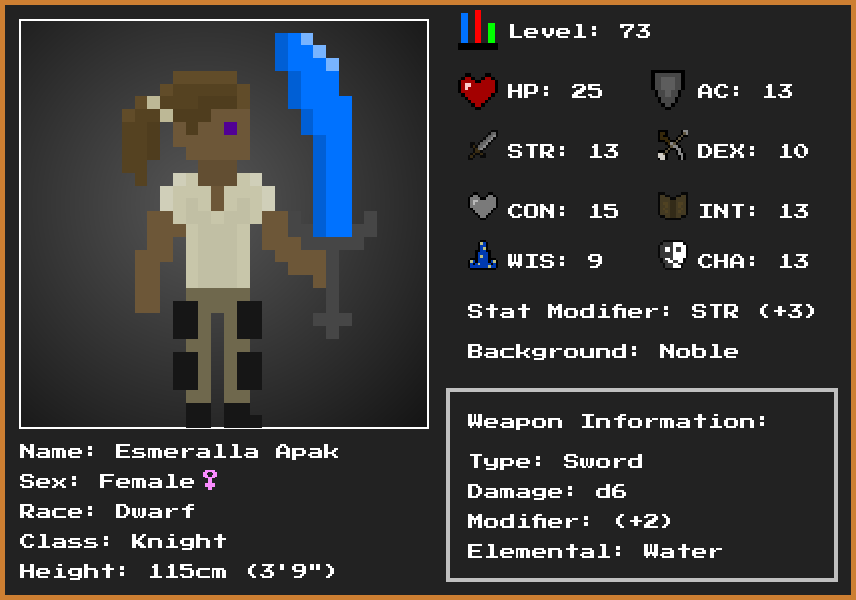 Level: 73
HP: 25 AC: 13
STR: 13 DEX: 10
CON: 15 INT: 13
WIS: 9 CHA: 13
Stat Modifier: STR (+3)
Background: Noble
Weapon Information:
Type: Sword
Damage: d6
Modifier: (+2)
Elemental: Water
Name: Esmeralla Apak
Sex: Female♀
Race: Dwarf
Class: Knight
Height: 115cm (3'9")